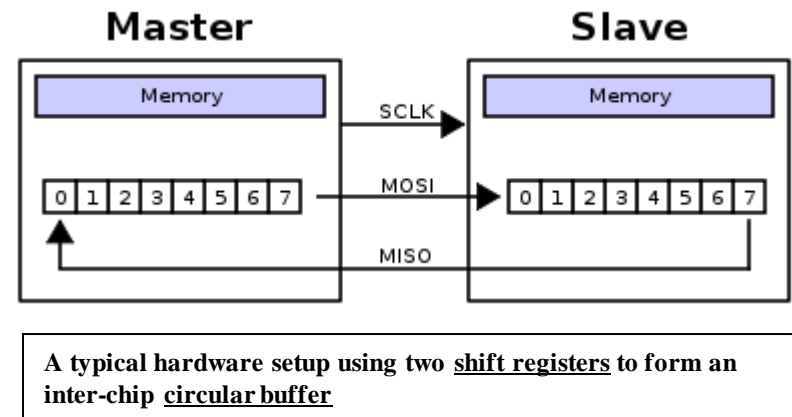 Master Slave
Memory Memory
SCLK
0 1 2 3 4 5 6 7 MOSI 0 1 2 3 4 5 6 7
MISO
A typical hardware setup using two shift registers to form an
inter-chip circular buffer